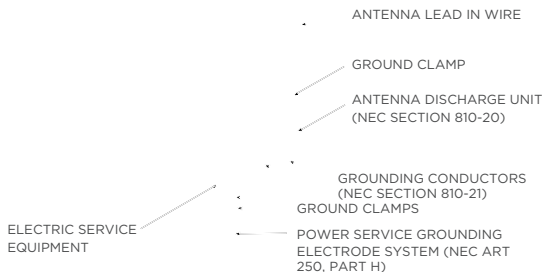 ANTENNA LEAD IN WIRE
GROUND CLAMP
ANTENNA DISCHARGE UNIT
(NEC SECTION 810-20)
GROUNDING CONDUCTORS
(NEC SECTION 810-21)
GROUND CLAMPS
ELECTRIC SERVICE
EQUIPMENT
POWER SERVICE GROUNDING
ELECTRODE SYSTEM (NEC ART
250, PART H)